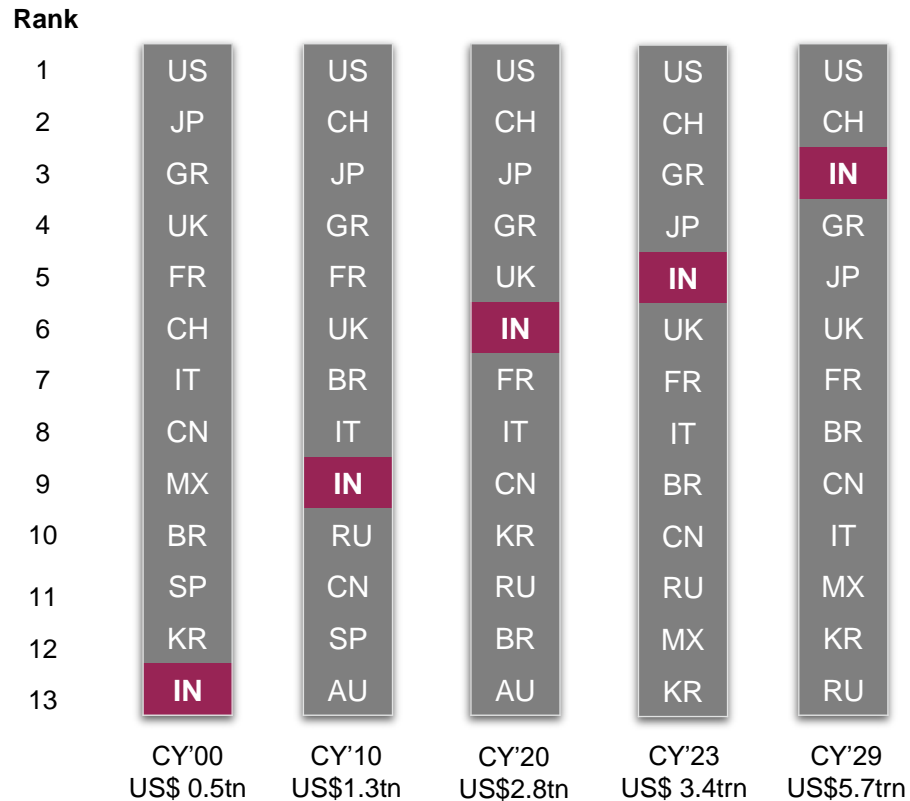 Rank
1 US US US US US
2 JP CH CH CH CH
3 GR JP JP GR IN
4 UK GR GR JP GR
5 FR FR UK IN JP
6 CH UK IN UK UK
7 IT BR FR FR FR
8 CN IT IT IT BR
9 MX IN CN BR CN
10 BR RU KR CN IT
11 SP CN RU RU MX
12 KR SP BR MX KR
13 IN AU AU KR RU
CY’00 CY’10 CY’20 CY’23 CY’29
US$ 0.5tn US$1.3tn US$2.8tn US$ 3.4trn US$5.7trn